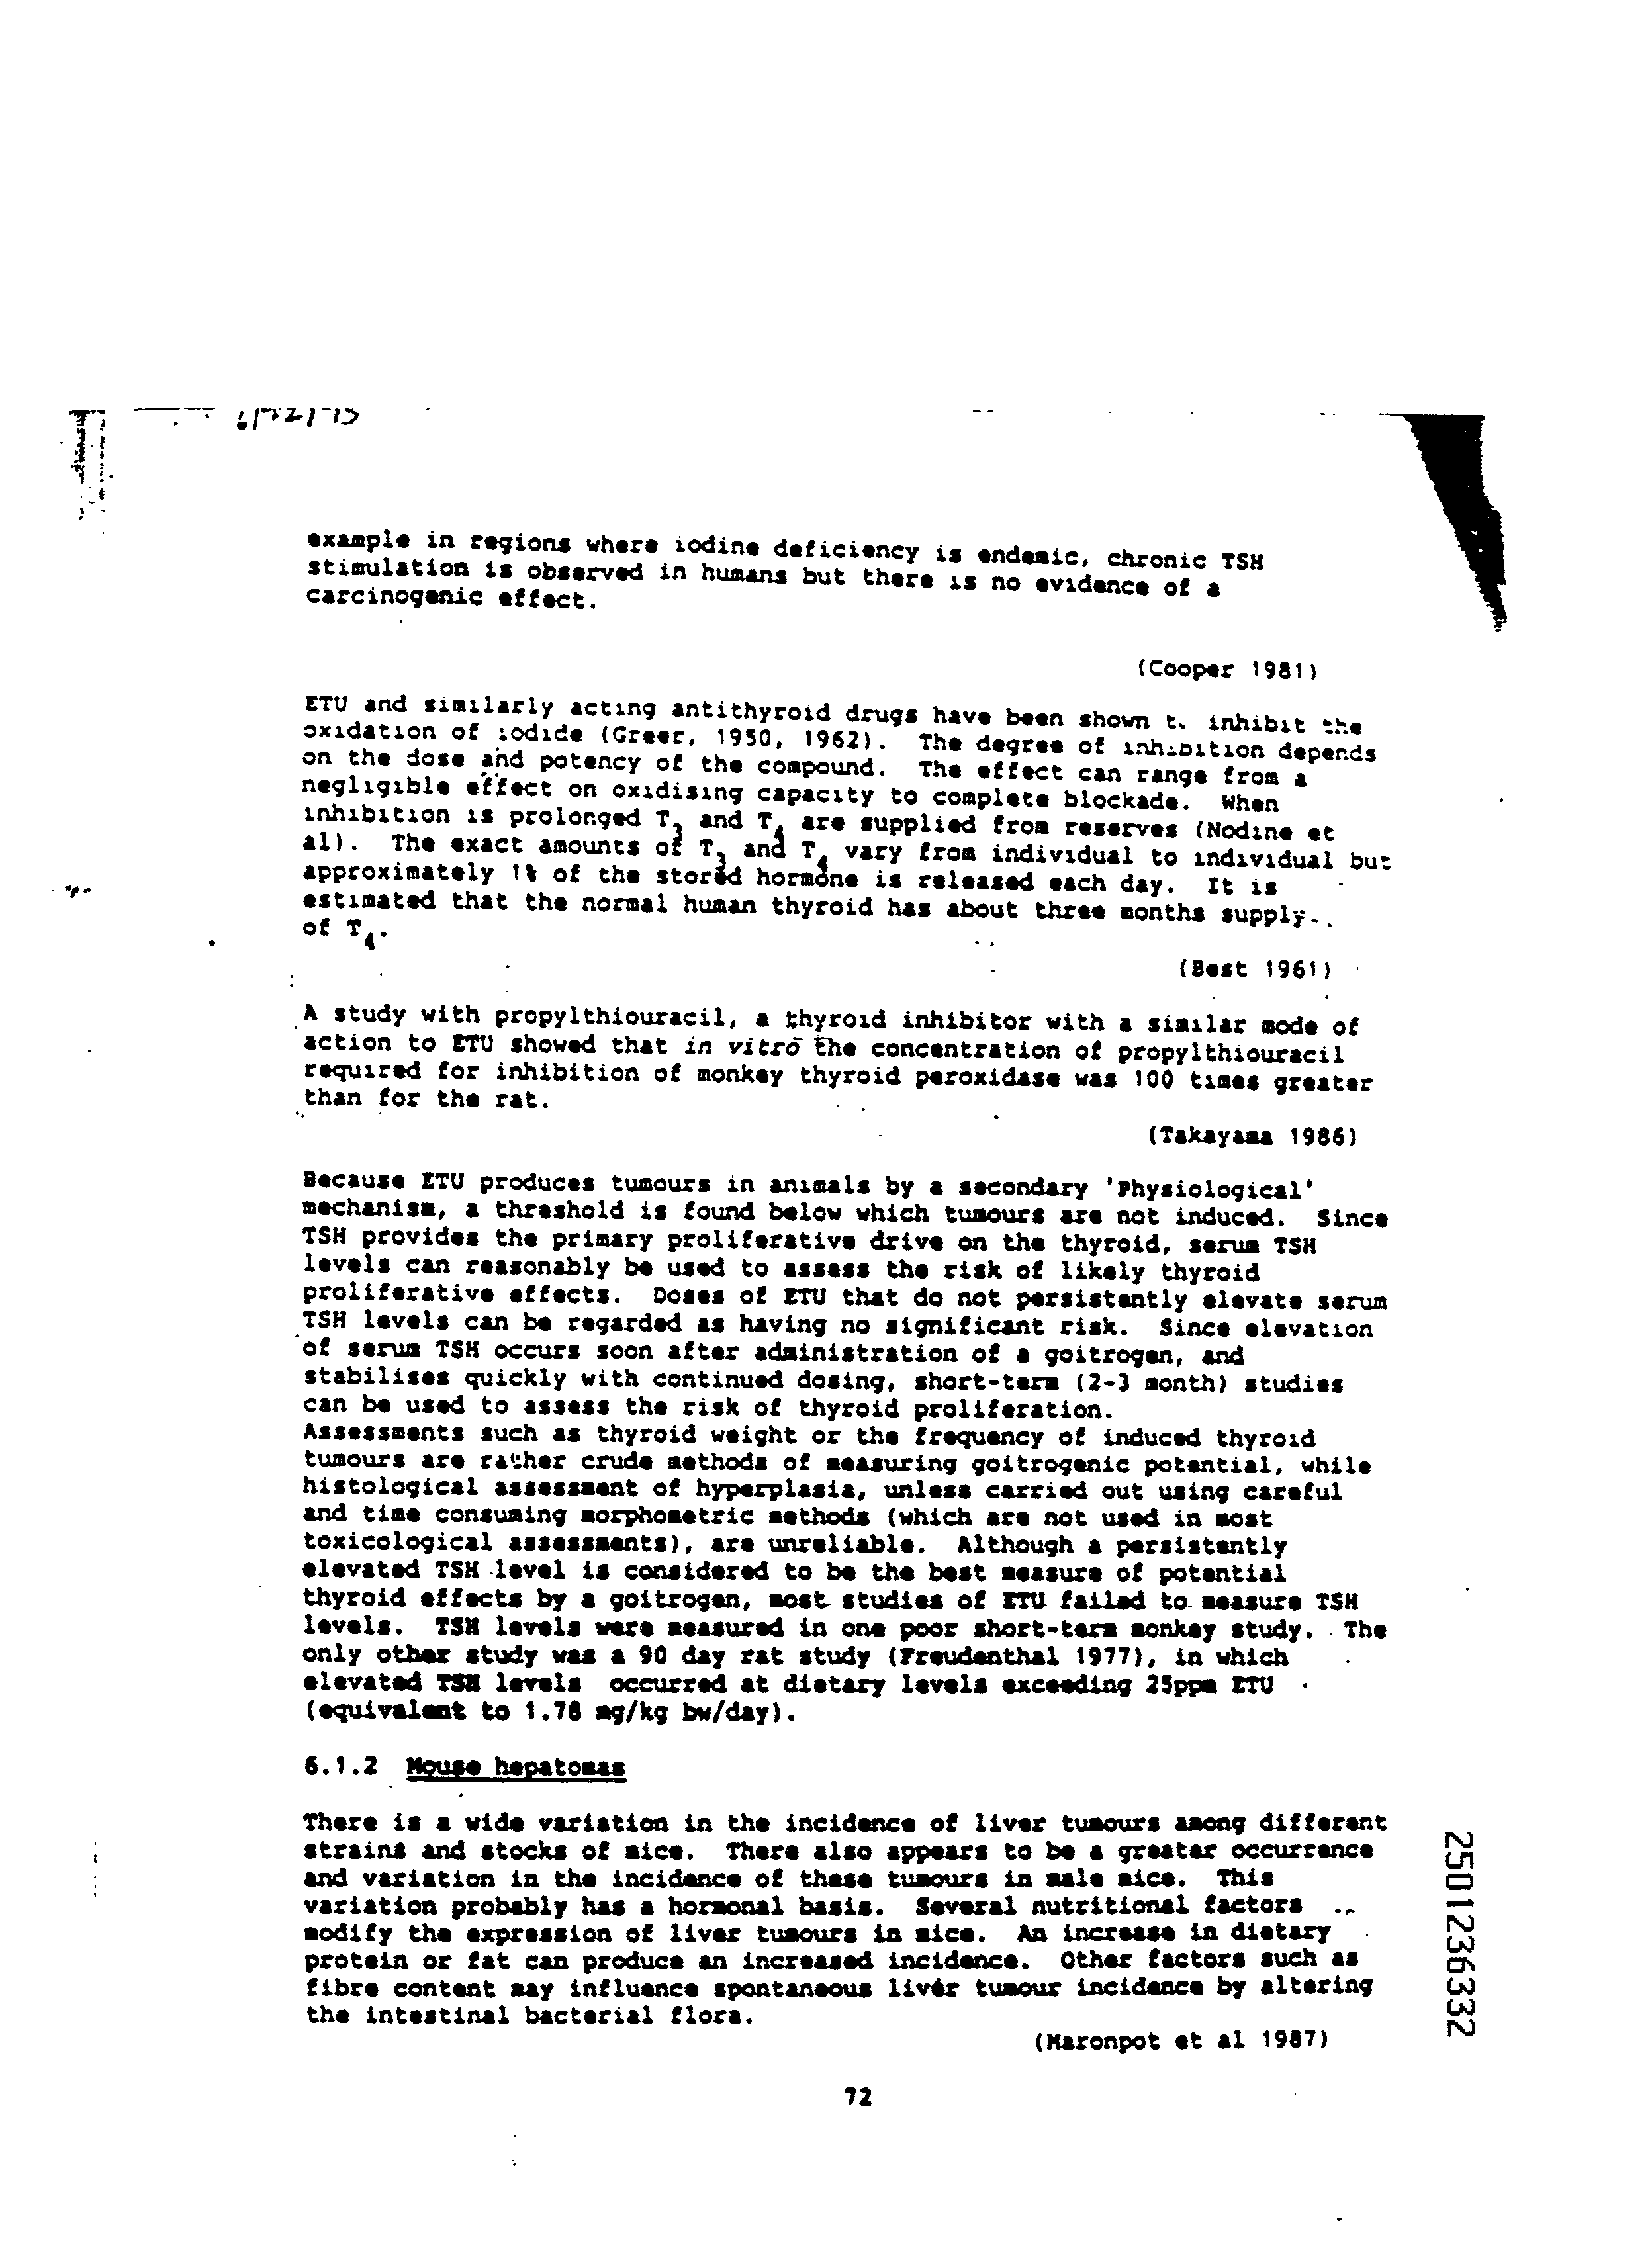 example in regions where iodine deficiency is endemic, chronic TSH
stimulation is observed in humans but there is no evidence of a
carcinogenic effect.
(Cooper 1981)
ETU and similarly acting antithyroid drugs have been shown inhibit the
oxidation of iodide (Greer, 1950, 1962). The degree of inhibition depends
on the dose and potency of the compound. The effect can range from a
negligible effect on oxidising capacity to complete blockade. When
inhibition is prolonged T3 and T4 are supplied from reserves (Nodine et
al). The exact amounts of T3 and T4 vary from individual to individual but
approximately 1% of the stored hormone is released each day. It is
estimated that the normal human thyroid has about three months supply
of T4.
(Best 1961)
A study with propylthiouracil, a thyroid inhibitor with a similar mode of
action to ETU showed that in vitro the concentration of propylthiouracil
required for inhibition of monkey thyroid peroxidase was 100 times greater
than for the rat.
(Takayama 1986)
Because ETU produces tumours in animals by a secondary 'Physiological'
mechanism, a threshold is found below which tumours are not induced. Since
TSH provides the primary proliferative drive on the thyroid, serum TSH
levels can reasonably be used to assess the risk of likely thyroid
proliferative effects. Doses of ETU that do not persistently elevate serum
TSH levels can be regarded as having no significant risk. Since elevation
of serum TSH occurs soon after administration of a goitrogen, and
stabilises quickly with continued dosing, short-term (2-3 month) studies
can be used to assess the risk of thyroid proliferation.
Assessments such as thyroid weight or the frequency of induced thyroid
tumours are rather crude methods of measuring goitrogenic potential, while
histological assessment of hyperplasia, unless carried out using careful
and time consuming morphometric methods (which are not used in most
toxicological assessments), are unreliable. Although a persistently
elevated TSH level is considered to be the best measure of potential
thyroid effects by a goitrogen, most studies of ETU failed to measure TSH
levels. TSH levels were measured in one poor short-term monkey study. The
only other study was a 90 day rat study (Freudenthal 1977), in which
elevated TSH levels occurred at dietary levels exceeding 25ppm ETU
(equivalent to 1.78 mg/kg bw/day).
6.1.2 Mouse hepatomas
There is a wide variation in the incidence of liver tumours among different
strains and stocks of mice. There also appears to be a greater occurrence
and variation in the incidence of these tumours in male mice. This
variation probably has a hormonal basis. Several nutritional factors
modify the expression of liver tumours in mice. An increase in dietary
protein or fat can produce an increased incidence. Other factors such as
fibre content may influence spontaneous liver tumour incidence by altering
the intestinal bacterial flora.
(Maronpot et al 1987)
72
2501236332